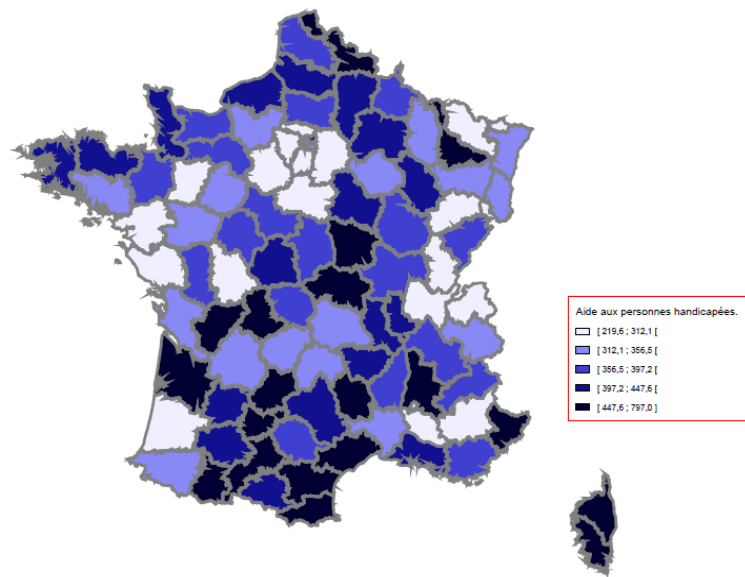 Aide aux personnes handicapées.
[ 219,6 ; 312,1 [
[ 312,1 ; 356,5 [
[ 356,5 ; 397,2 [
[ 397,2 ; 447,6 [
[ 447,6 ; 797,0 ]